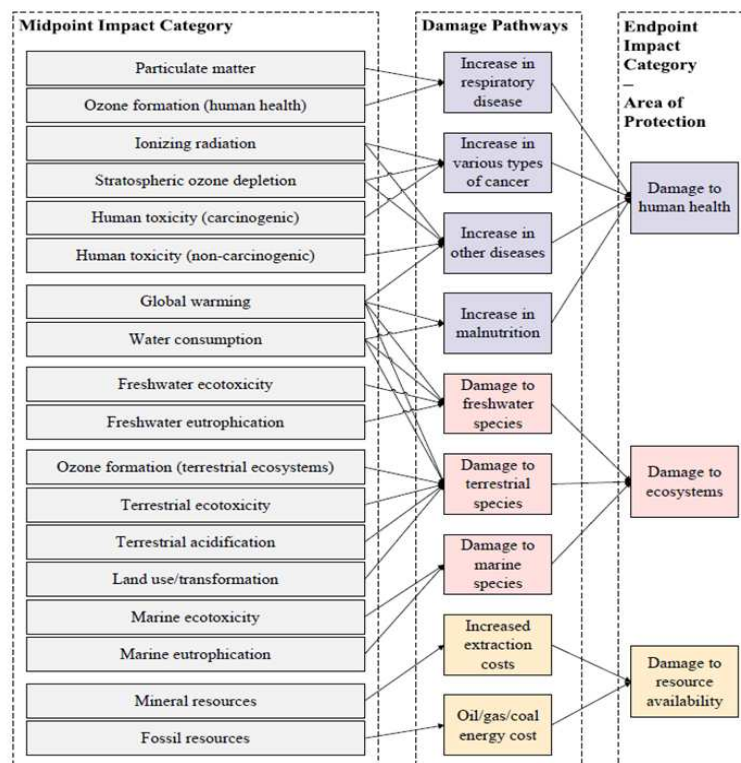 Midpoint Impact Category
Particulate matter
Ozone formation (human health)
Ionizing radiation
Stratospheric ozone depletion
Human toxicity (carcinogenic)
Human toxicity (non-carcinogenic)
Global warming
Water consumption
Freshwater ecotoxicity
Freshwater eutrophication
Ozone formation (terrestrial ecosystems)
Terrestrial ecotoxicity
Terrestrial acidification
Land use/transformation
Marine ecotoxicity
Marine eutrophication
Mineral resources
Fossil resources
Damage Pathways
Increase in
respiratory
disease
Increase in
various types
of cancer
Increase in
other diseases
Increase in
malnutrition
Damage to
freshwater
species
Damage to
terrestrial
species
Damage to
marine
species
Increased
extraction
costs
Oil/gas/coal
energy cost
Endpoint
Impact
Category
–
Area of
Protection
Damage to
human health
Damage to
ecosystems
Damage to
resource
availability